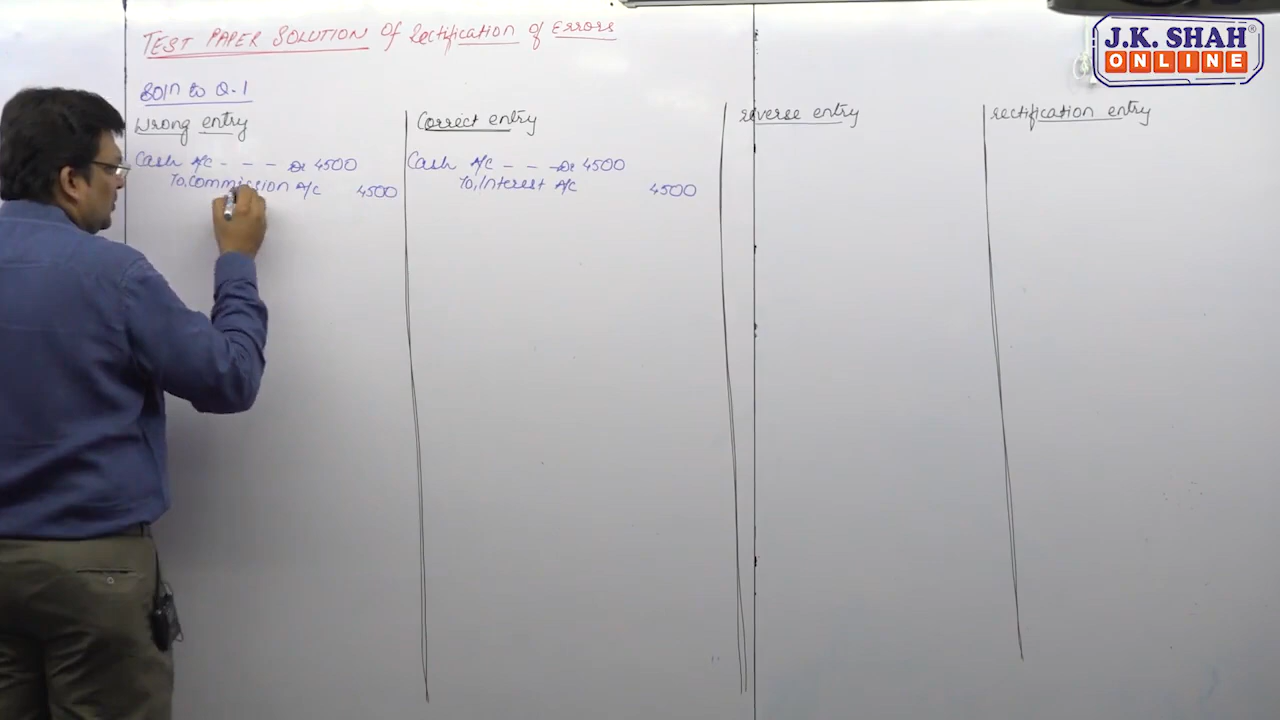 TEST PAPER SOLUTION of Rectification of Errors
J.K. SHAH®
ONLINE
Soln to Q.1
Wrong entry
Cash A/c - - - Dr 4500
To, Commission A/c 4500
Correct entry
Cash A/c - - - Dr 4500
To, Interest A/c 4500
reverse entry
rectification entry